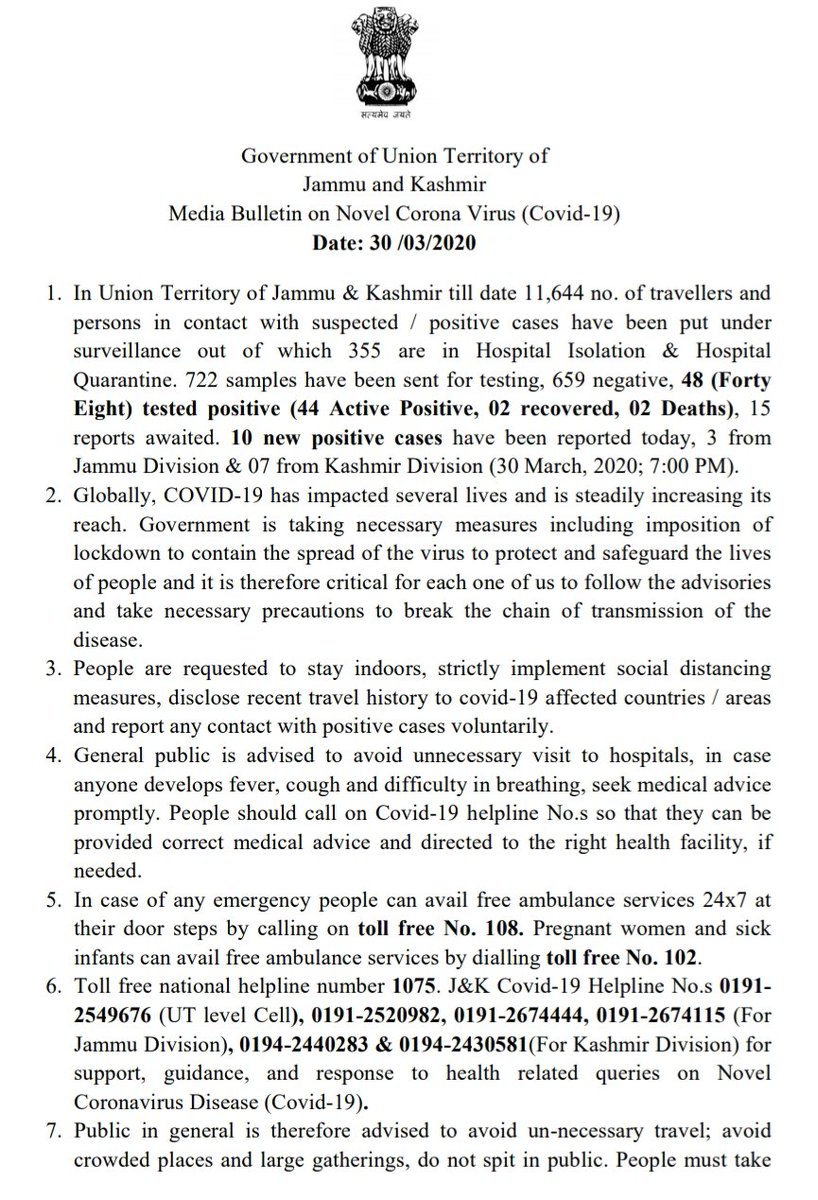 सत्यमेव जयते
Government of Union Territory of
Jammu and Kashmir
Media Bulletin on Novel Corona Virus (Covid-19)
Date: 30 /03/2020
1. In Union Territory of Jammu & Kashmir till date 11,644 no. of travellers and
persons in contact with suspected / positive cases have been put under
surveillance out of which 355 are in Hospital Isolation & Hospital
Quarantine. 722 samples have been sent for testing, 659 negative, 48 (Forty
Eight) tested positive (44 Active Positive, 02 recovered, 02 Deaths), 15
reports awaited. 10 new positive cases have been reported today, 3 from
Jammu Division & 07 from Kashmir Division (30 March, 2020; 7:00 PM).
2. Globally, COVID-19 has impacted several lives and is steadily increasing its
reach. Government is taking necessary measures including imposition of
lockdown to contain the spread of the virus to protect and safeguard the lives
of people and it is therefore critical for each one of us to follow the advisories
and take necessary precautions to break the chain of transmission of the
disease.
3. People are requested to stay indoors, strictly implement social distancing
measures, disclose recent travel history to covid-19 affected countries / areas
and report any contact with positive cases voluntarily.
4. General public is advised to avoid unnecessary visit to hospitals, in case
anyone develops fever, cough and difficulty in breathing, seek medical advice
promptly. People should call on Covid-19 helpline No.s so that they can be
provided correct medical advice and directed to the right health facility, if
needed.
5. In case of any emergency people can avail free ambulance services 24x7 at
their door steps by calling on toll free No. 108. Pregnant women and sick
infants can avail free ambulance services by dialling toll free No. 102.
6. Toll free national helpline number 1075. J&K Covid-19 Helpline No.s 0191-
2549676 (UT level Cell), 0191-2520982, 0191-2674444, 0191-2674115 (For
Jammu Division), 0194-2440283 & 0194-2430581(For Kashmir Division) for
support, guidance, and response to health related queries on Novel
Coronavirus Disease (Covid-19).
7. Public in general is therefore advised to avoid un-necessary travel; avoid
crowded places and large gatherings, do not spit in public. People must take